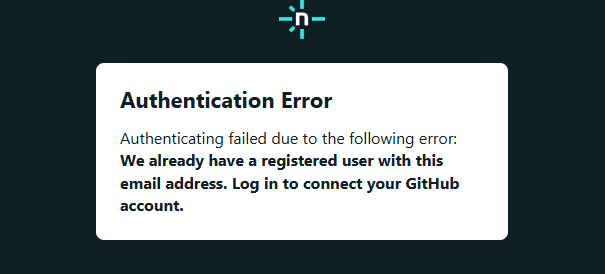 n
Authentication Error
Authenticating failed due to the following error:
We already have a registered user with this
email address. Log in to connect your GitHub
account.